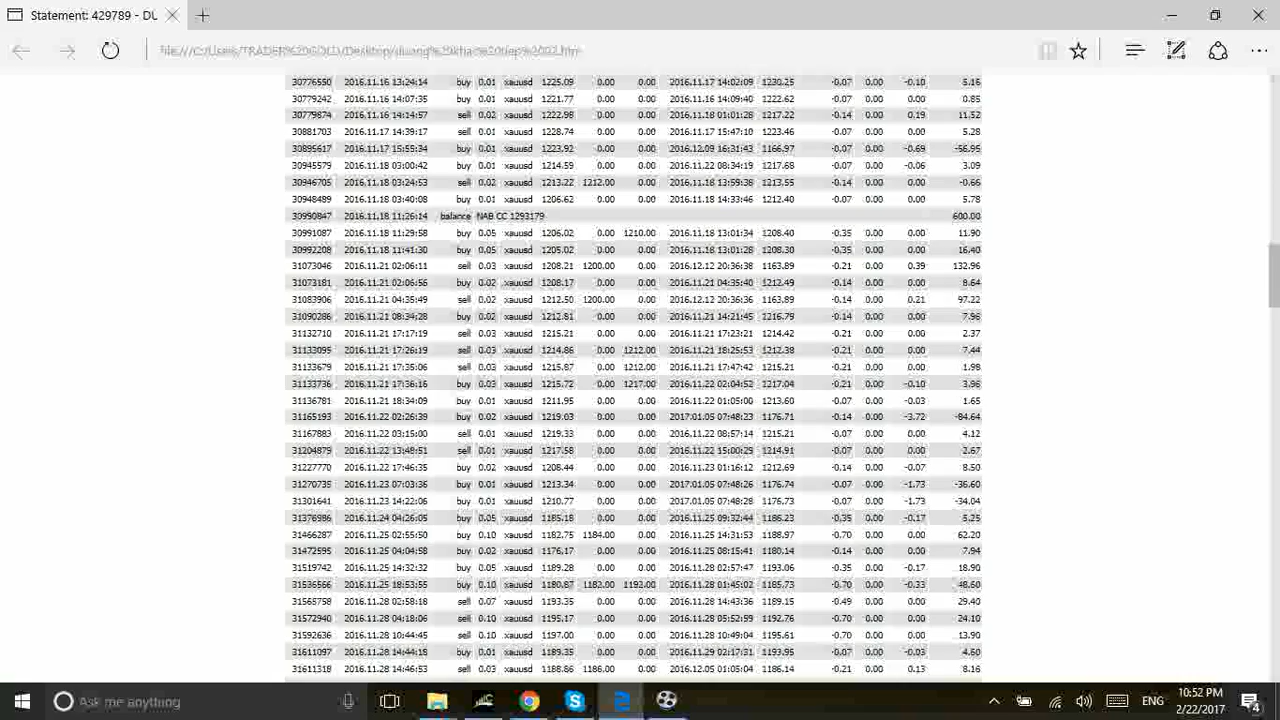 Statement: 429789 - DU
file:///C:/Users/TRADER%20GOLD/Desktop/duong%20khac%20diep%2002.htm
30776550 2016.11.16 13:24:14 buy 0.01 xauusd 1225.09 0.00 0.00 2016.11.17 14:02:09 1230.25 -0.07 0.00 -0.10 5.16
30779242 2016.11.16 14:07:35 buy 0.01 xauusd 1221.77 0.00 0.00 2016.11.16 14:09:40 1222.62 -0.07 0.00 0.00 0.85
30779874 2016.11.16 14:14:57 sell 0.02 xauusd 1222.98 0.00 0.00 2016.11.18 01:01:28 1217.22 -0.14 0.00 0.19 11.52
30881703 2016.11.17 14:39:17 sell 0.01 xauusd 1228.74 0.00 0.00 2016.11.17 15:47:10 1223.46 -0.07 0.00 0.00 5.28
30895617 2016.11.17 15:55:34 buy 0.01 xauusd 1223.92 0.00 0.00 2016.12.09 16:31:43 1166.97 -0.07 0.00 -0.69 -56.95
30945579 2016.11.18 03:00:42 buy 0.01 xauusd 1214.59 0.00 0.00 2016.11.22 08:34:19 1217.68 -0.07 0.00 -0.06 3.09
30946705 2016.11.18 03:24:53 sell 0.02 xauusd 1213.22 1212.00 0.00 2016.11.18 13:59:38 1213.55 -0.14 0.00 0.00 -0.66
30948489 2016.11.18 03:40:08 buy 0.01 xauusd 1206.62 0.00 0.00 2016.11.18 14:33:46 1212.40 -0.07 0.00 0.00 5.78
30990847 2016.11.18 11:26:14 balance NAB CC 1293179 600.00
30991087 2016.11.18 11:29:58 buy 0.05 xauusd 1206.02 0.00 1210.00 2016.11.18 13:01:34 1208.40 -0.35 0.00 0.00 11.90
30992208 2016.11.18 11:41:30 buy 0.05 xauusd 1205.02 0.00 0.00 2016.11.18 13:01:28 1208.30 -0.35 0.00 0.00 16.40
31073046 2016.11.21 02:06:11 sell 0.03 xauusd 1208.21 1200.00 0.00 2016.12.12 20:36:38 1163.89 -0.21 0.00 0.39 132.96
31073181 2016.11.21 02:06:56 buy 0.02 xauusd 1208.17 0.00 0.00 2016.11.21 04:35:40 1212.49 -0.14 0.00 0.00 8.64
31083906 2016.11.21 04:35:49 sell 0.02 xauusd 1212.50 1200.00 0.00 2016.12.12 20:36:36 1163.89 -0.14 0.00 0.21 97.22
31090286 2016.11.21 08:34:28 buy 0.02 xauusd 1212.81 0.00 0.00 2016.11.21 14:21:45 1216.79 -0.14 0.00 0.00 7.96
31132710 2016.11.21 17:17:19 sell 0.03 xauusd 1215.21 0.00 0.00 2016.11.21 17:23:21 1214.42 -0.21 0.00 0.00 2.37
31133095 2016.11.21 17:26:19 sell 0.03 xauusd 1214.86 0.00 1212.00 2016.11.21 18:25:53 1212.38 -0.21 0.00 0.00 7.44
31133679 2016.11.21 17:35:06 sell 0.03 xauusd 1215.87 0.00 1212.00 2016.11.21 17:47:42 1215.21 -0.21 0.00 0.00 1.98
31133736 2016.11.21 17:36:16 buy 0.03 xauusd 1215.72 0.00 1217.00 2016.11.22 02:04:52 1217.04 -0.21 0.00 -0.10 3.96
31136781 2016.11.21 18:34:09 buy 0.01 xauusd 1211.95 0.00 0.00 2016.11.22 01:05:00 1213.60 -0.07 0.00 -0.03 1.65
31165193 2016.11.22 02:26:39 buy 0.02 xauusd 1219.03 0.00 0.00 2017.01.05 07:48:23 1176.71 -0.14 0.00 -3.72 -84.64
31167883 2016.11.22 03:15:00 sell 0.01 xauusd 1219.33 0.00 0.00 2016.11.22 08:57:14 1215.21 -0.07 0.00 0.00 4.12
31204879 2016.11.22 13:48:51 sell 0.01 xauusd 1217.58 0.00 0.00 2016.11.22 15:00:29 1214.91 -0.07 0.00 0.00 2.67
31227770 2016.11.22 17:46:35 buy 0.02 xauusd 1208.44 0.00 0.00 2016.11.23 01:16:12 1212.69 -0.14 0.00 -0.07 8.50
31270735 2016.11.23 07:03:36 buy 0.01 xauusd 1213.34 0.00 0.00 2017.01.05 07:48:26 1176.74 -0.07 0.00 -1.73 -36.60
31301641 2016.11.23 14:22:06 buy 0.01 xauusd 1210.77 0.00 0.00 2017.01.05 07:48:28 1176.73 -0.07 0.00 -1.73 -34.04
31376986 2016.11.24 04:26:05 buy 0.05 xauusd 1185.18 0.00 0.00 2016.11.25 09:32:44 1186.23 -0.35 0.00 -0.17 5.25
31466287 2016.11.25 02:55:50 buy 0.10 xauusd 1182.75 1184.00 0.00 2016.11.25 14:31:53 1188.97 -0.70 0.00 0.00 62.20
31472595 2016.11.25 04:04:58 buy 0.02 xauusd 1176.17 0.00 0.00 2016.11.25 08:15:41 1180.14 -0.14 0.00 0.00 7.94
31519742 2016.11.25 14:32:32 buy 0.05 xauusd 1189.28 0.00 0.00 2016.11.28 02:57:47 1193.06 -0.35 0.00 -0.17 18.90
31536566 2016.11.25 18:53:55 buy 0.10 xauusd 1180.87 1182.00 1192.00 2016.11.28 01:45:02 1185.73 -0.70 0.00 -0.33 48.60
31565758 2016.11.28 02:58:18 sell 0.07 xauusd 1193.35 0.00 0.00 2016.11.28 14:43:36 1189.15 -0.49 0.00 0.00 29.40
31572940 2016.11.28 04:18:06 sell 0.10 xauusd 1195.17 0.00 0.00 2016.11.28 05:52:59 1192.76 -0.70 0.00 0.00 24.10
31592636 2016.11.28 10:44:45 sell 0.10 xauusd 1197.00 0.00 0.00 2016.11.28 10:49:04 1195.61 -0.70 0.00 0.00 13.90
31611097 2016.11.28 14:44:18 buy 0.01 xauusd 1189.35 0.00 0.00 2016.11.29 02:17:31 1193.95 -0.07 0.00 -0.03 4.60
31611318 2016.11.28 14:46:53 sell 0.03 xauusd 1188.86 1186.00 0.00 2016.12.05 01:05:04 1186.14 -0.21 0.00 0.13 8.16
Ask me anything
ENG
10:52 PM
2/22/2017
4